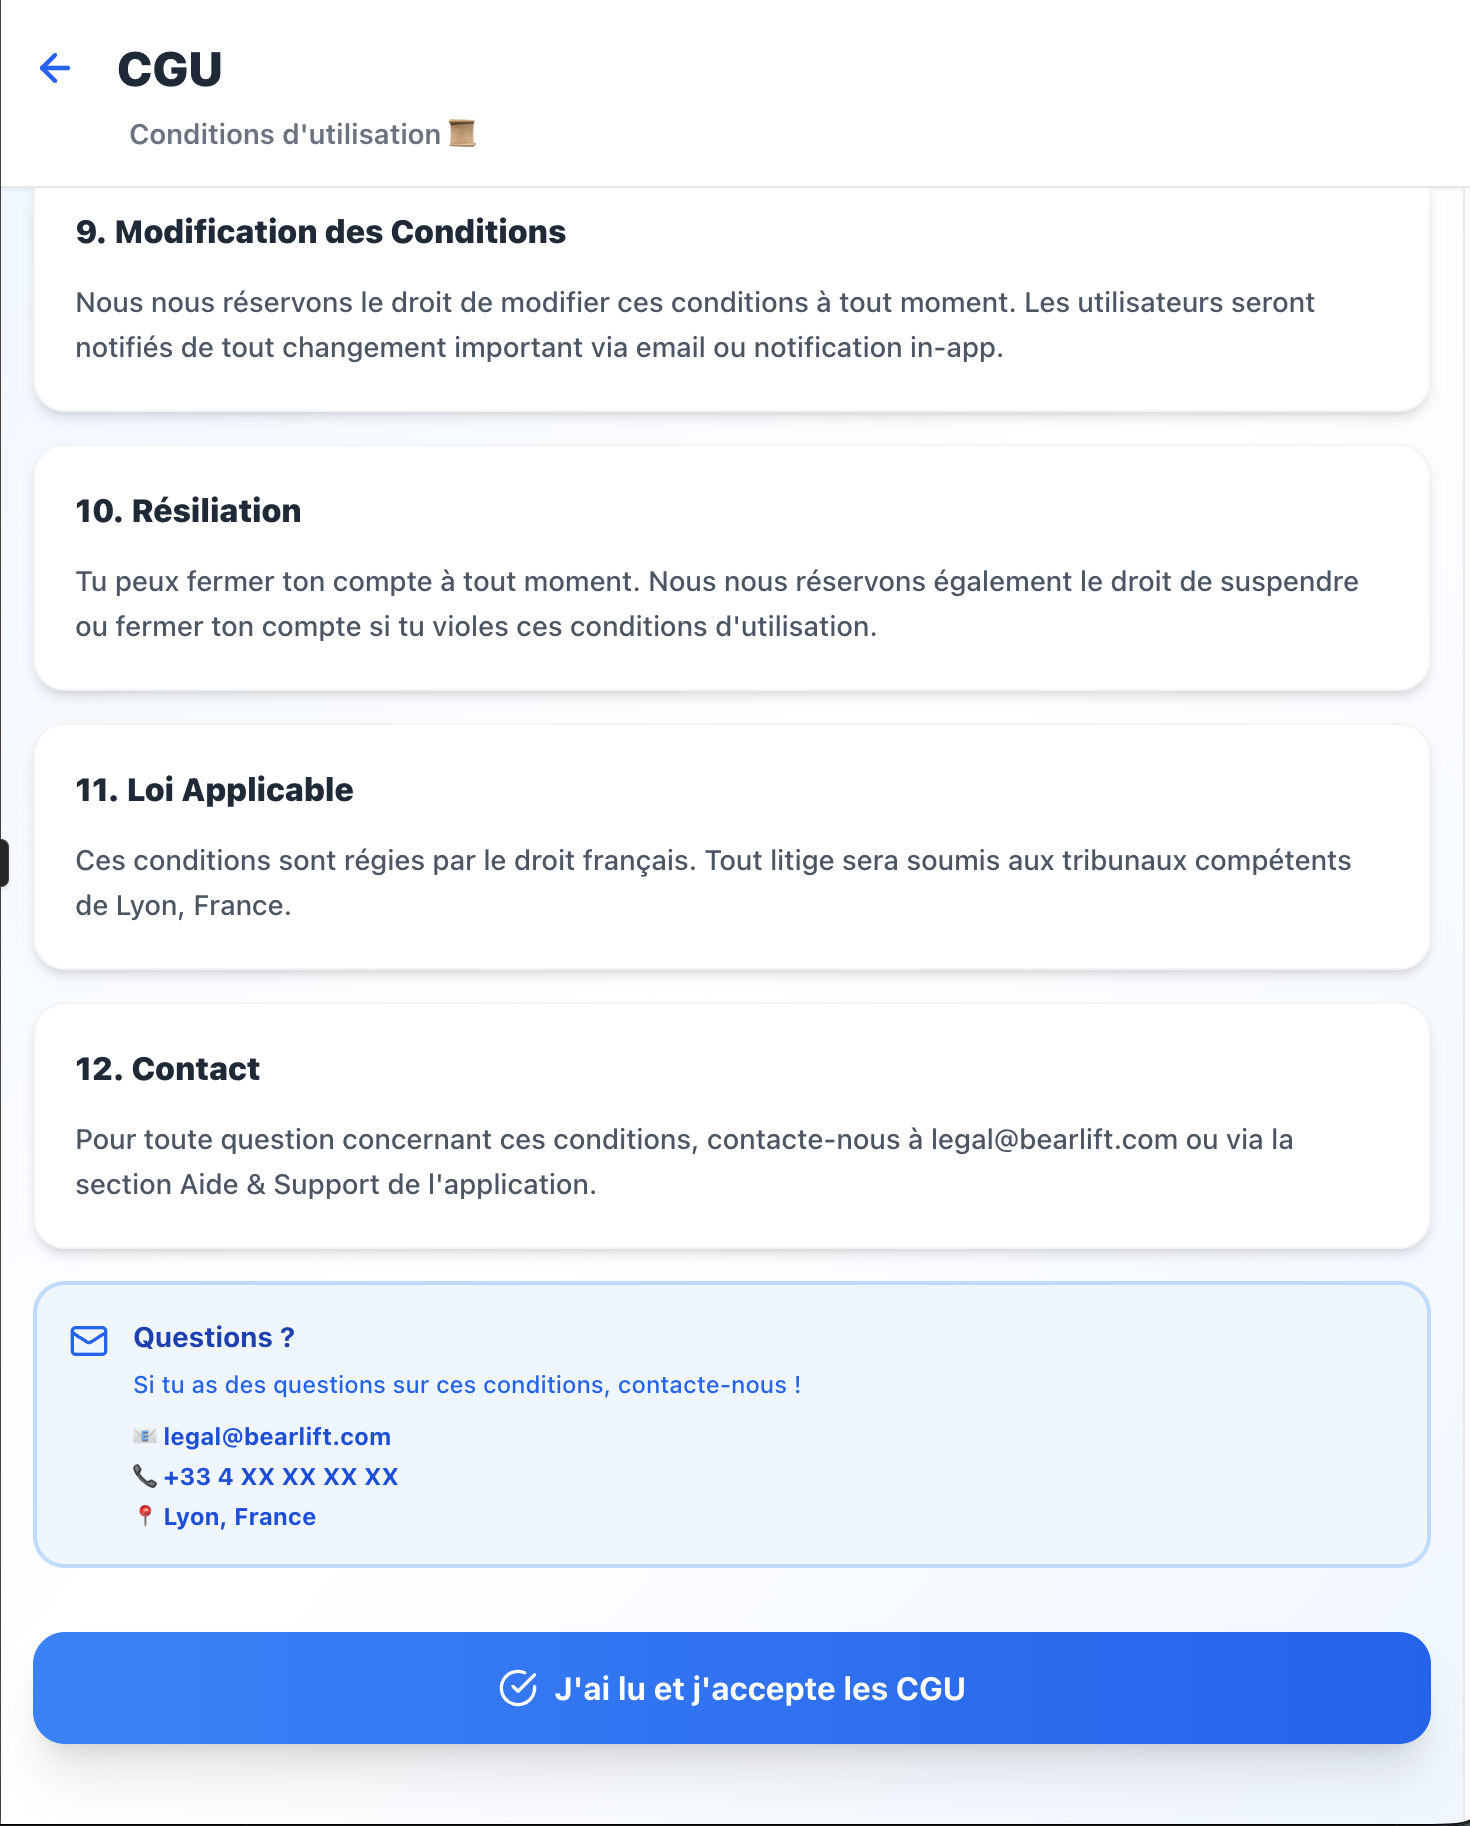 CGU
Conditions d'utilisation
9. Modification des Conditions
Nous nous réservons le droit de modifier ces conditions à tout moment. Les utilisateurs seront
notifiés de tout changement important via email ou notification in-app.
10. Résiliation
Tu peux fermer ton compte à tout moment. Nous nous réservons également le droit de suspendre
ou fermer ton compte si tu violes ces conditions d'utilisation.
11. Loi Applicable
Ces conditions sont régies par le droit français. Tout litige sera soumis aux tribunaux compétents
de Lyon, France.
12. Contact
Pour toute question concernant ces conditions, contacte-nous à legal@bearlift.com ou via la
section Aide & Support de l'application.
Questions ?
Si tu as des questions sur ces conditions, contacte-nous !
legal@bearlift.com
+33 4 XX XX XX XX
Lyon, France
J'ai lu et j'accepte les CGU